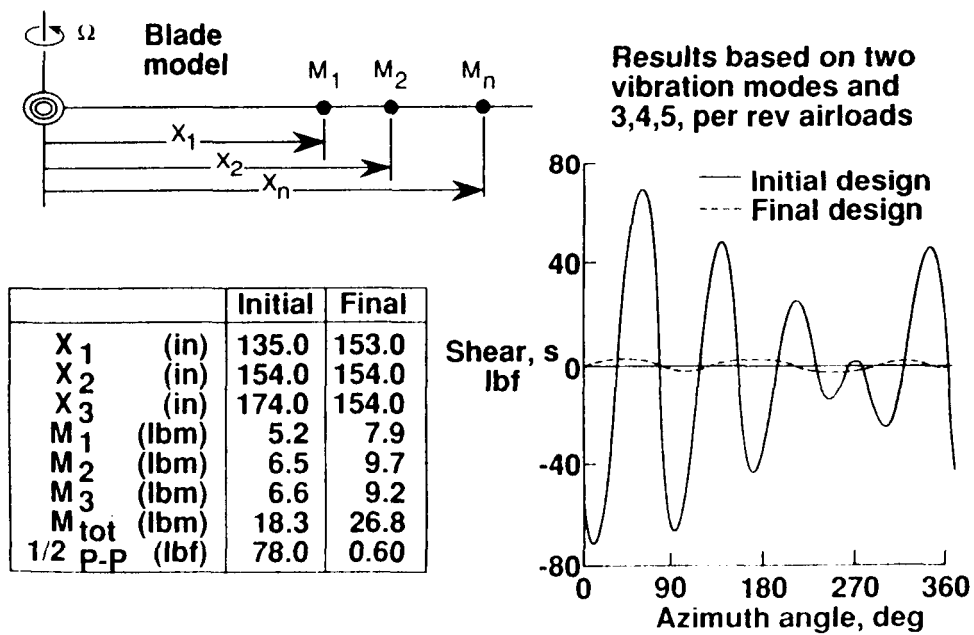 Ω
Blade
model
M1 M2 Mn
X1
X2
Xn
Results based on two
vibration modes and
3,4,5, per rev airloads
Initial Final
X1 (in) 135.0 153.0
X2 (in) 154.0 154.0
X3 (in) 174.0 154.0
M1 (lbm) 5.2 7.9
M2 (lbm) 6.5 9.7
M3 (lbm) 6.6 9.2
Mtot (lbm) 18.3 26.8
1/2 P-P (lbf) 78.0 0.60
80
Initial design
Final design
40
Shear, s
lbf
0
-40
-80
0 90 180 270 360
Azimuth angle, deg